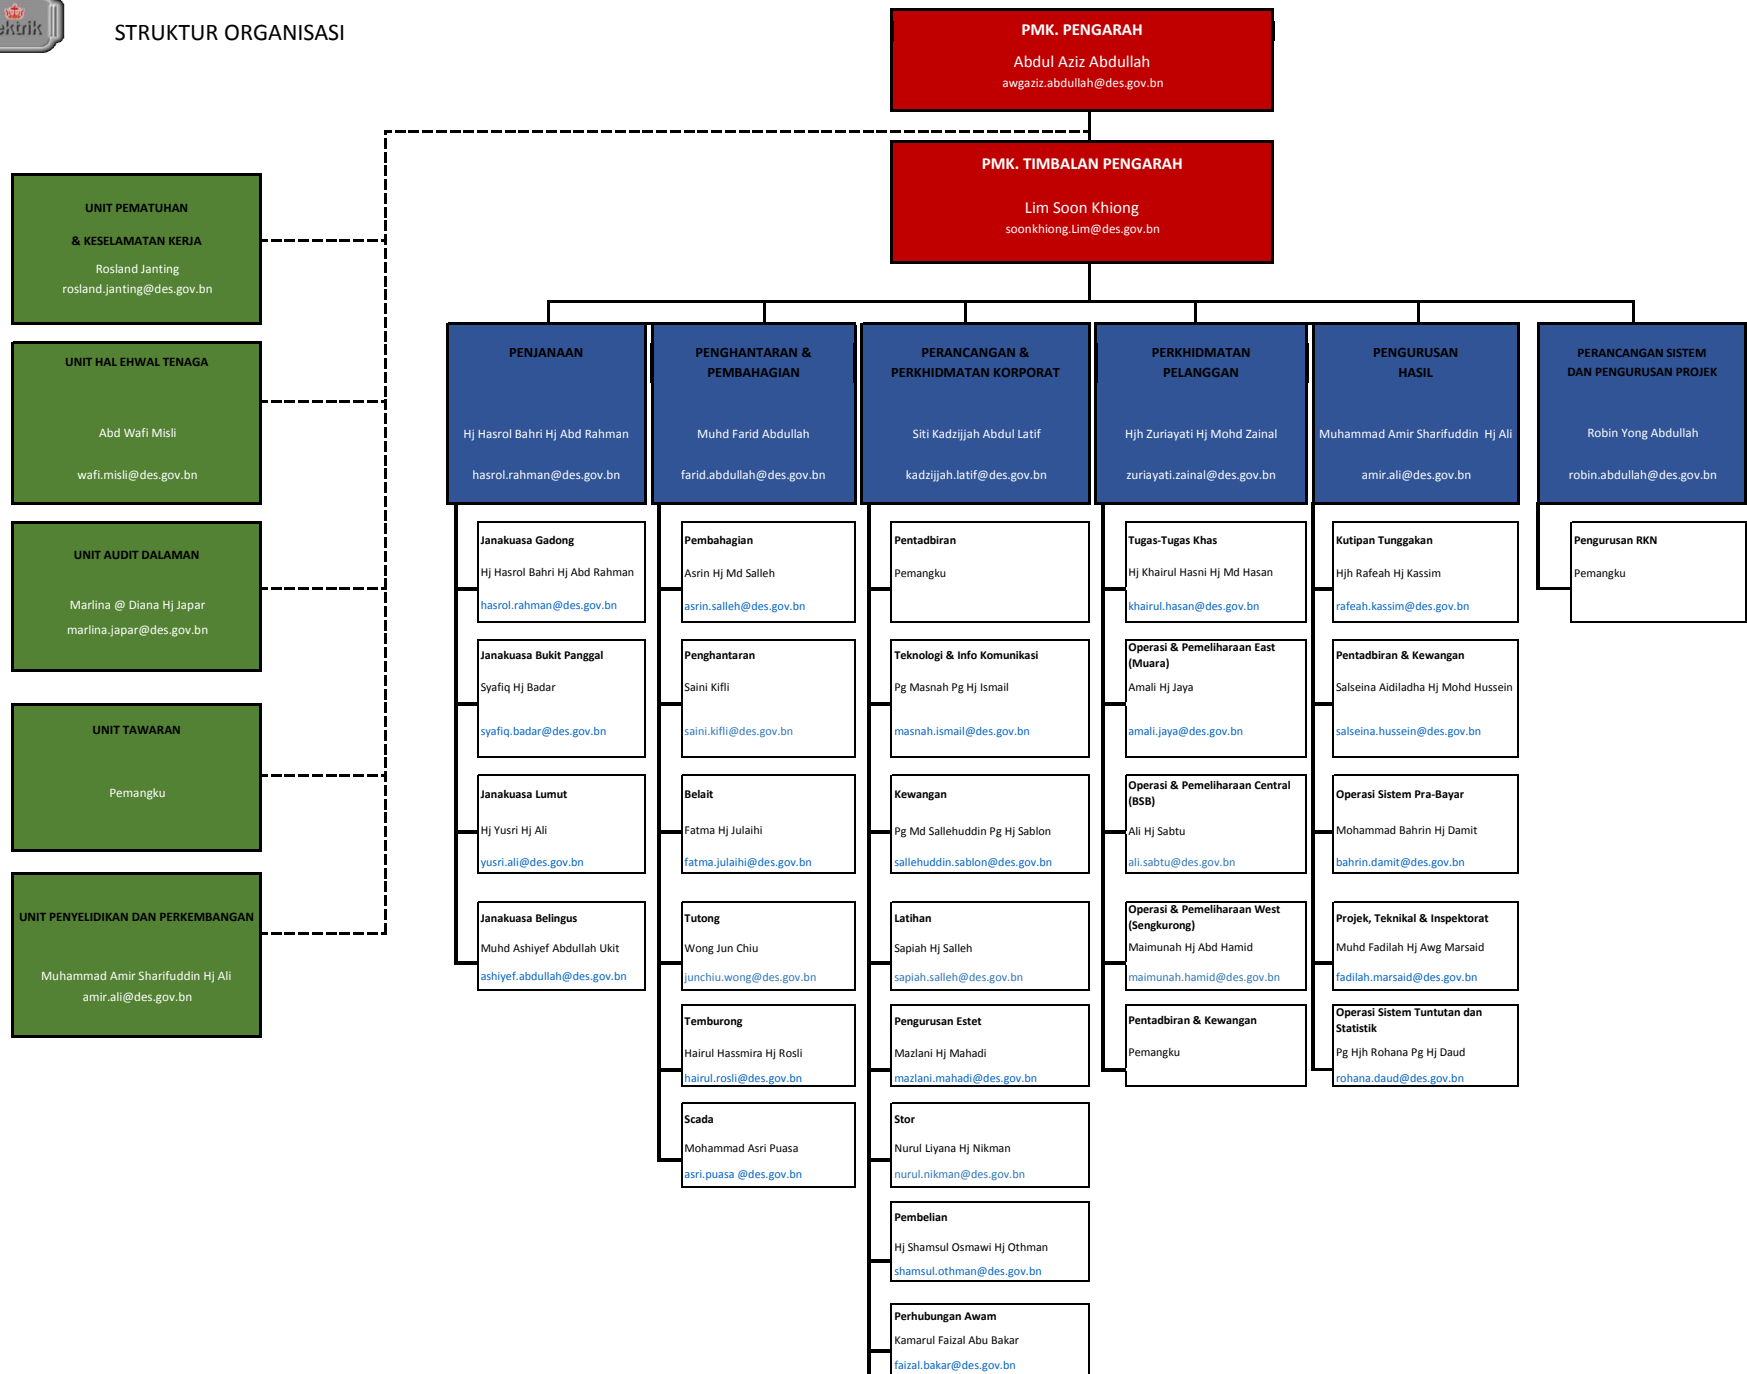 STRUKTUR ORGANISASI
PMK. PENGARAH
Abdul Aziz Abdullah
awgaziz.abdullah@des.gov.bn
PMK. TIMBALAN PENGARAH
Lim Soon Khiong
soonkhiong.Lim@des.gov.bn
UNIT PEMATUHAN
& KESELAMATAN KERJA
Rosland Janting
rosland.janting@des.gov.bn
UNIT HAL EHWAL TENAGA
Abd Wafi Misli
wafi.misli@des.gov.bn
UNIT AUDIT DALAMAN
Marlina @ Diana Hj Japar
marlina.japar@des.gov.bn
UNIT TAWARAN
Pemangku
UNIT PENYELIDIKAN DAN PERKEMBANGAN
Muhammad Amir Sharifuddin Hj Ali
amir.ali@des.gov.bn
PENJANAAN
Hj Hasrol Bahri Hj Abd Rahman
hasrol.rahman@des.gov.bn
Janakuasa Gadong
Hj Hasrol Bahri Hj Abd Rahman
hasrol.rahman@des.gov.bn
Janakuasa Bukit Panggal
Syafiq Hj Badar
syafiq.badar@des.gov.bn
Janakuasa Lumut
Hj Yusri Hj Ali
yusri.ali@des.gov.bn
Janakuasa Belingus
Muhd Ashiyef Abdullah Ukit
ashiyef.abdullah@des.gov.bn
PENGHANTARAN &
PEMBAHAGIAN
Muhd Farid Abdullah
farid.abdullah@des.gov.bn
Pembahagian
Asrin Hj Md Salleh
asrin.salleh@des.gov.bn
Penghantaran
Saini Kifli
saini.kifli@des.gov.bn
Belait
Fatma Hj Julaihi
fatma.julaihi@des.gov.bn
Tutong
Wong Jun Chiu
junchiu.wong@des.gov.bn
Temburong
Hairul Hassmira Hj Rosli
hairul.rosli@des.gov.bn
Scada
Mohammad Asri Puasa
asri.puasa @des.gov.bn
PERANCANGAN &
PERKHIDMATAN KORPORAT
Siti Kadzijjah Abdul Latif
kadzijjah.latif@des.gov.bn
Pentadbiran
Pemangku
Teknologi & Info Komunikasi
Pg Masnah Pg Hj Ismail
masnah.ismail@des.gov.bn
Kewangan
Pg Md Sallehuddin Pg Hj Sablon
sallehuddin.sablon@des.gov.bn
Latihan
Sapiah Hj Salleh
sapiah.salleh@des.gov.bn
Pengurusan Estet
Mazlani Hj Mahadi
mazlani.mahadi@des.gov.bn
Stor
Nurul Liyana Hj Nikman
nurul.nikman@des.gov.bn
Pembelian
Hj Shamsul Osmawi Hj Othman
shamsul.othman@des.gov.bn
Perhubungan Awam
Kamarul Faizal Abu Bakar
faizal.bakar@des.gov.bn
PERKHIDMATAN
PELANGGAN
Hjh Zuriayati Hj Mohd Zainal
zuriayati.zainal@des.gov.bn
Tugas-Tugas Khas
Hj Khairul Hasni Hj Md Hasan
khairul.hasan@des.gov.bn
Operasi & Pemeliharaan East
(Muara)
Amali Hj Jaya
amali.jaya@des.gov.bn
Operasi & Pemeliharaan Central
(BSB)
Ali Hj Sabtu
ali.sabtu@des.gov.bn
Operasi & Pemeliharaan West
(Sengkurong)
Maimunah Hj Abd Hamid
maimunah.hamid@des.gov.bn
Pentadbiran & Kewangan
Pemangku
PENGURUSAN
HASIL
Muhammad Amir Sharifuddin Hj Ali
amir.ali@des.gov.bn
Kutipan Tunggakan
Hjh Rafeah Hj Kassim
rafeah.kassim@des.gov.bn
Pentadbiran & Kewangan
Salseina Aidiladha Hj Mohd Hussein
salseina.hussein@des.gov.bn
Operasi Sistem Pra-Bayar
Mohammad Bahrin Hj Damit
bahrin.damit@des.gov.bn
Projek, Teknikal & Inspektorat
Muhd Fadilah Hj Awg Marsaid
fadilah.marsaid@des.gov.bn
Operasi Sistem Tuntutan dan
Statistik
Pg Hjh Rohana Pg Hj Daud
rohana.daud@des.gov.bn
PERANCANGAN SISTEM
DAN PENGURUSAN PROJEK
Robin Yong Abdullah
robin.abdullah@des.gov.bn
Pengurusan RKN
Pemangku